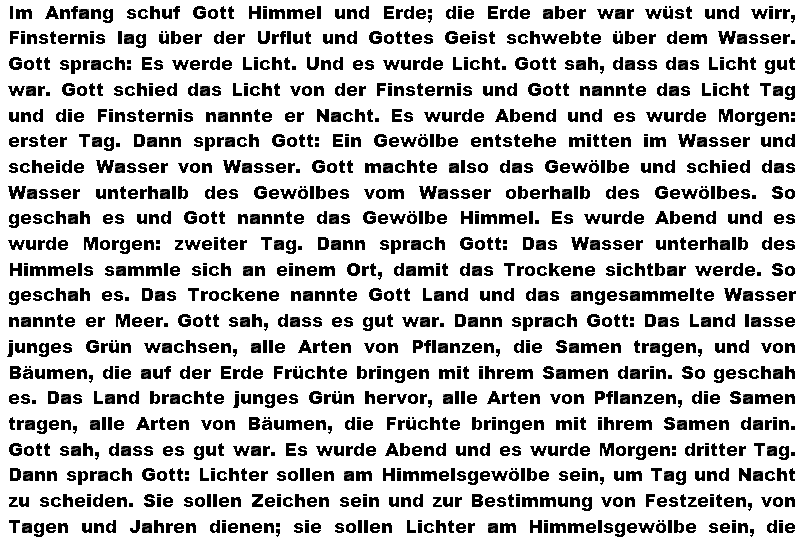 Im Anfang schuf Gott Himmel und Erde; die Erde aber war wüst und wirr,
Finsternis lag über der Urflut und Gottes Geist schwebte über dem Wasser.
Gott sprach: Es werde Licht. Und es wurde Licht. Gott sah, dass das Licht gut
war. Gott schied das Licht von der Finsternis und Gott nannte das Licht Tag
und die Finsternis nannte er Nacht. Es wurde Abend und es wurde Morgen:
erster Tag. Dann sprach Gott: Ein Gewölbe entstehe mitten im Wasser und
scheide Wasser von Wasser. Gott machte also das Gewölbe und schied das
Wasser unterhalb des Gewölbes vom Wasser oberhalb des Gewölbes. So
geschah es und Gott nannte das Gewölbe Himmel. Es wurde Abend und es
wurde Morgen: zweiter Tag. Dann sprach Gott: Das Wasser unterhalb des
Himmels sammle sich an einem Ort, damit das Trockene sichtbar werde. So
geschah es. Das Trockene nannte Gott Land und das angesammelte Wasser
nannte er Meer. Gott sah, dass es gut war. Dann sprach Gott: Das Land lasse
junges Grün wachsen, alle Arten von Pflanzen, die Samen tragen, und von
Bäumen, die auf der Erde Früchte bringen mit ihrem Samen darin. So geschah
es. Das Land brachte junges Grün hervor, alle Arten von Pflanzen, die Samen
tragen, alle Arten von Bäumen, die Früchte bringen mit ihrem Samen darin.
Gott sah, dass es gut war. Es wurde Abend und es wurde Morgen: dritter Tag.
Dann sprach Gott: Lichter sollen am Himmelsgewölbe sein, um Tag und Nacht
zu scheiden. Sie sollen Zeichen sein und zur Bestimmung von Festzeiten, von
Tagen und Jahren dienen; sie sollen Lichter am Himmelsgewölbe sein, die